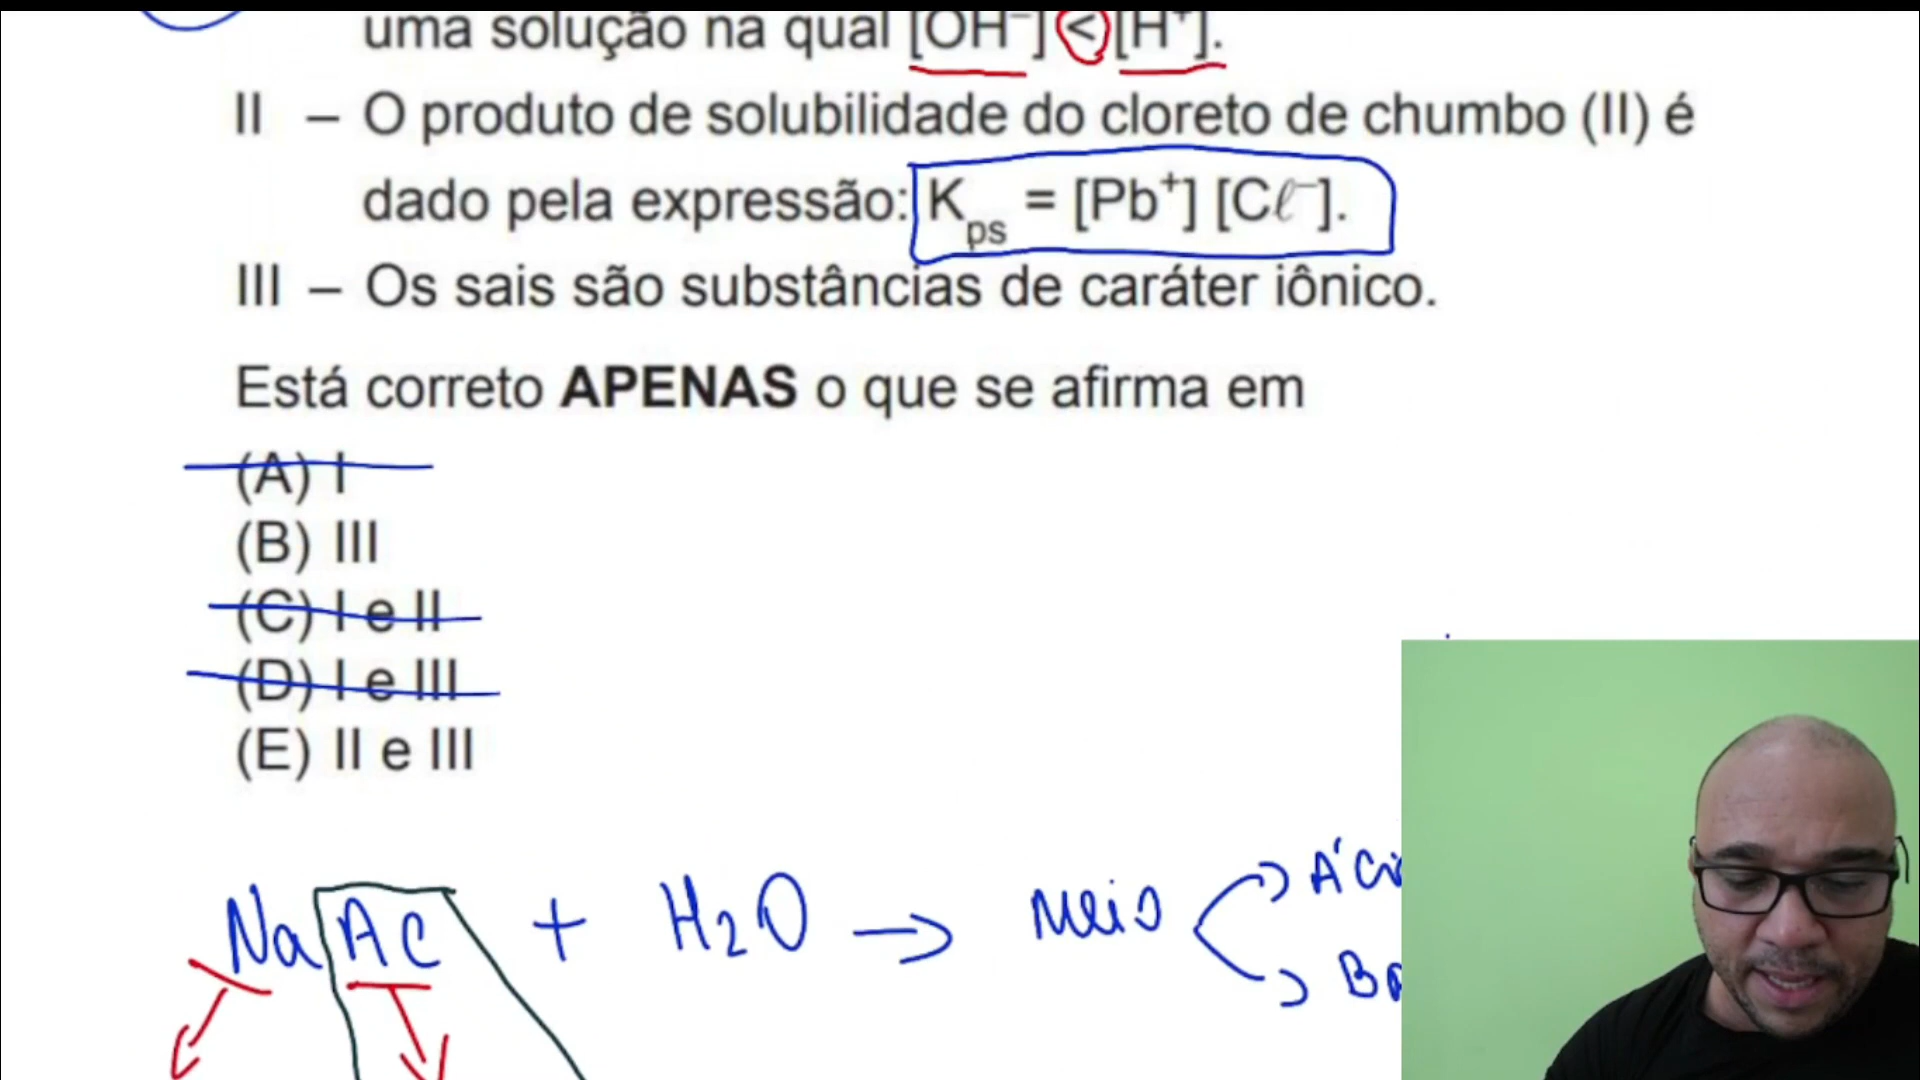 uma solução na qual [OH⁻] < [H⁺].
II – O produto de solubilidade do cloreto de chumbo (II) é
dado pela expressão: Kps = [Pb⁺] [Cℓ⁻].
III – Os sais são substâncias de caráter iônico.
Está correto APENAS o que se afirma em
(A) I
(B) III
(C) I e II
(D) I e III
(E) II e III
NaAc + H₂O → Meio